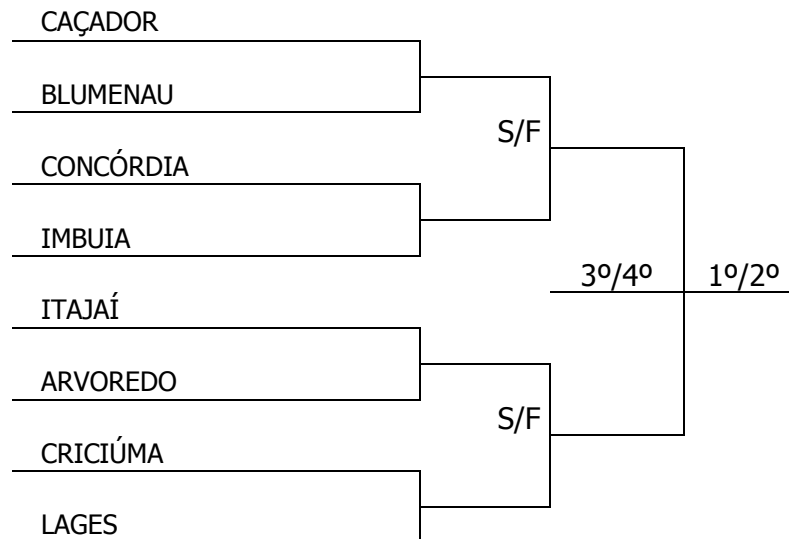 CAÇADOR
BLUMENAU
S/F
CONCÓRDIA
IMBUIA
3º/4º 1º/2º
ITAJAÍ
ARVOREDO
S/F
CRICIÚMA
LAGES